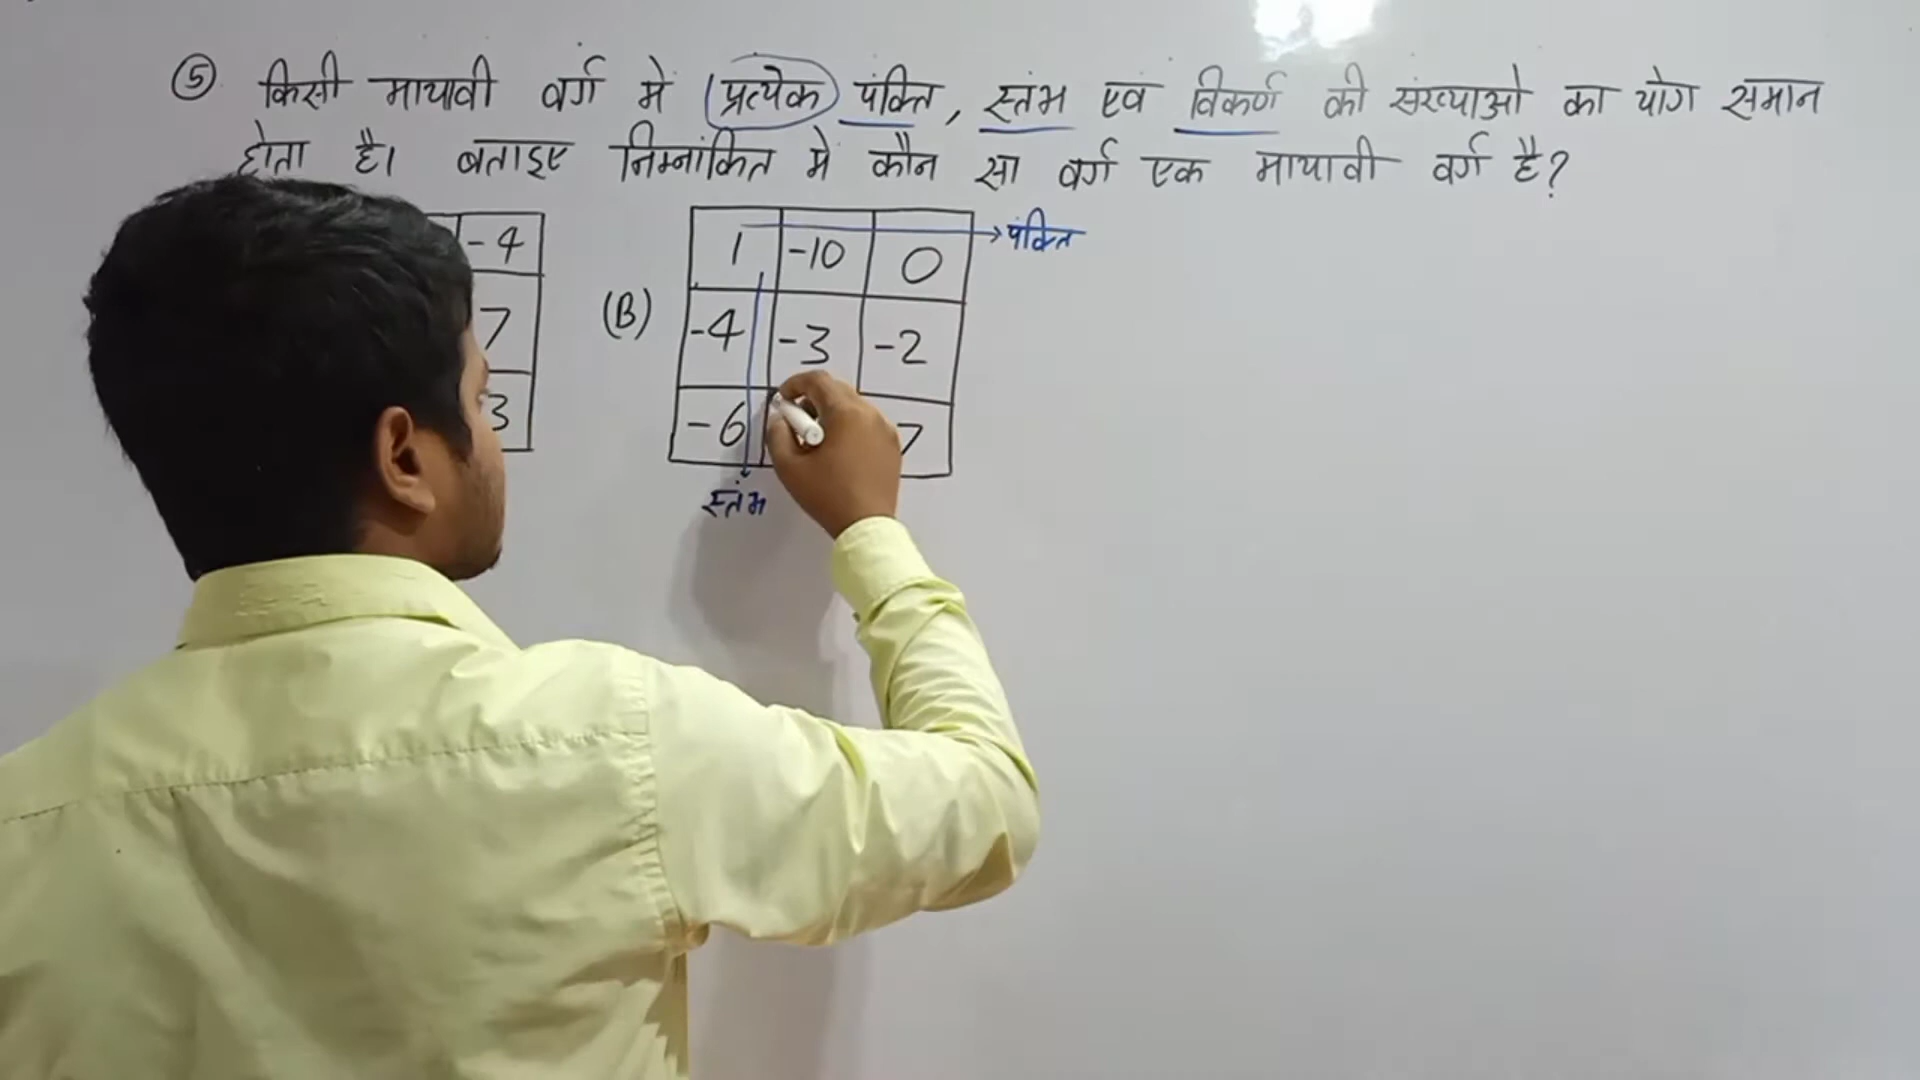 ⑤ किसी मायावी वर्ग में प्रत्येक पंक्ति, स्तंभ एवं विकर्ण की संख्याओ का योग समान
होता है। बताइए निम्नांकित में कौन सा वर्ग एक मायावी वर्ग है?
-4
7
3
(B)
1 -10 0 → पंक्ति
-4 -3 -2
-6 7
स्तंभ